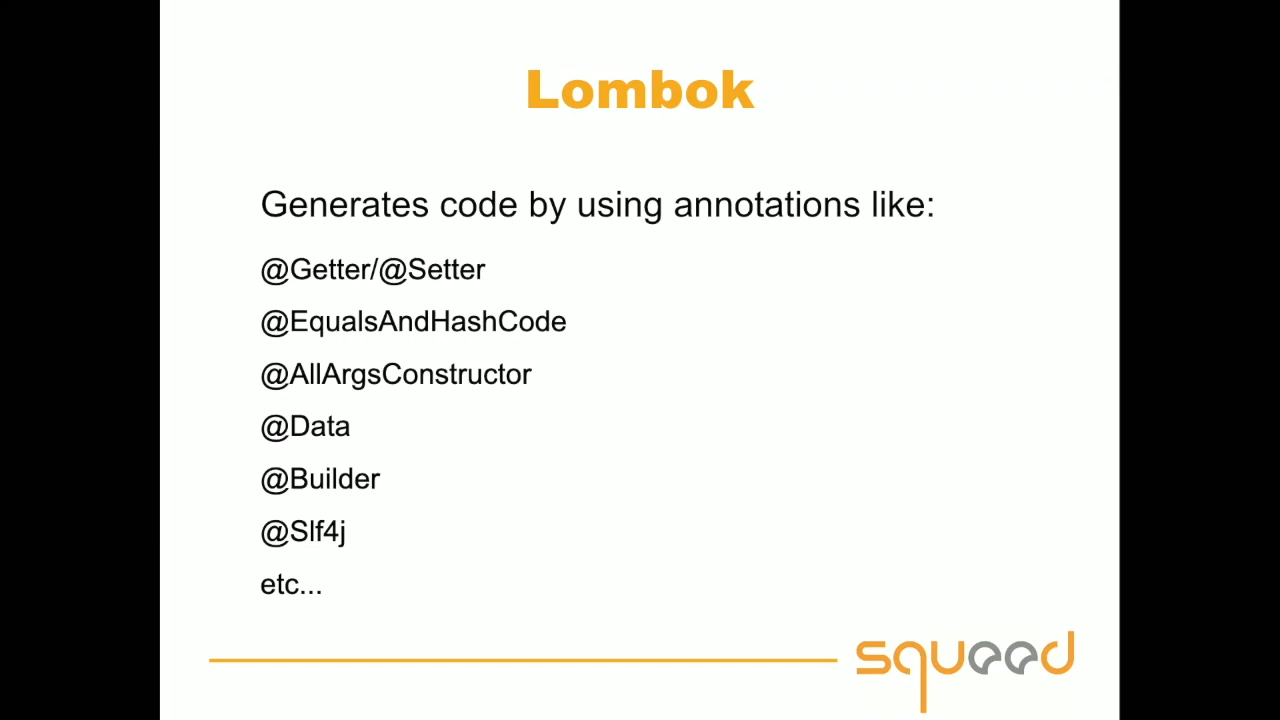 Lombok
Generates code by using annotations like:
@Getter/@Setter
@EqualsAndHashCode
@AllArgsConstructor
@Data
@Builder
@Slf4j
etc...
squeed